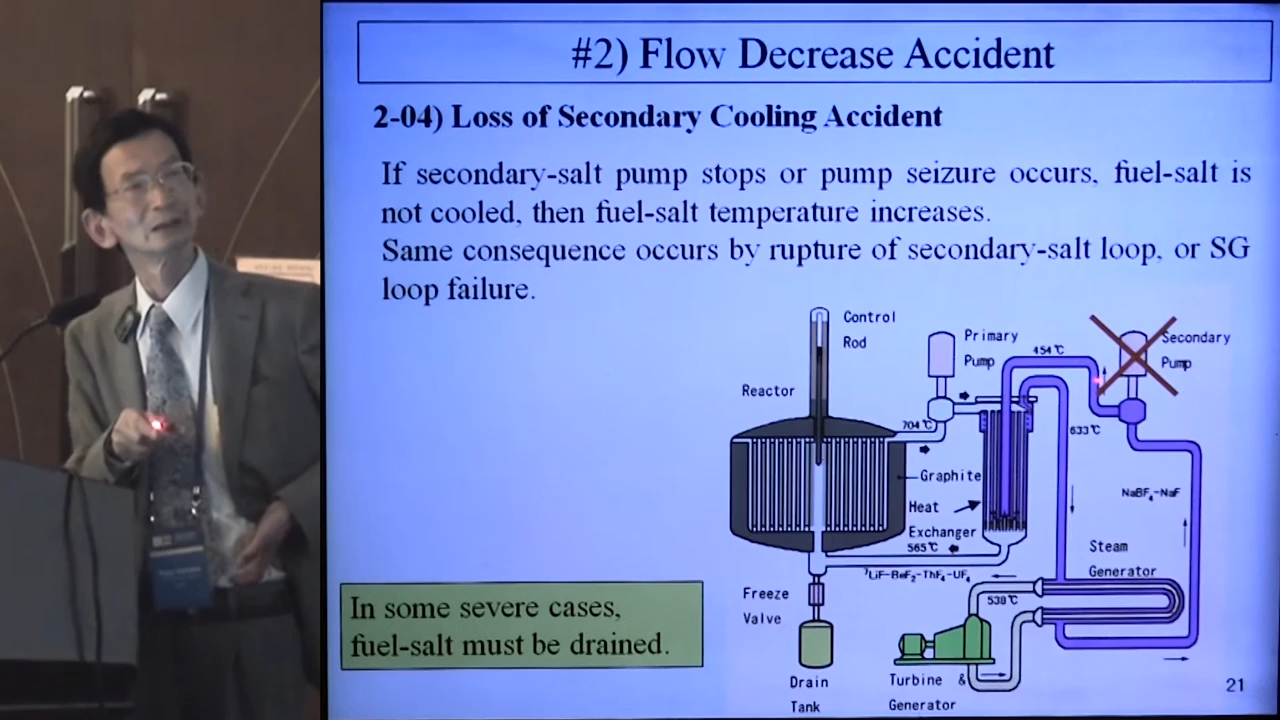 #2) Flow Decrease Accident
2-04) Loss of Secondary Cooling Accident
If secondary-salt pump stops or pump seizure occurs, fuel-salt is
not cooled, then fuel-salt temperature increases.
Same consequence occurs by rupture of secondary-salt loop, or SG
loop failure.
Control
Rod
Primary
Pump
454℃
Secondary
Pump
Reactor
704℃
633℃
Graphite
NaBF₄-NaF
Heat
Exchanger
565℃
Steam
Generator
⁷LiF-BeF₂-ThF₄-UF₄
Freeze
Valve
538℃
In some severe cases,
fuel-salt must be drained.
Drain
Tank
Turbine &
Generator
21